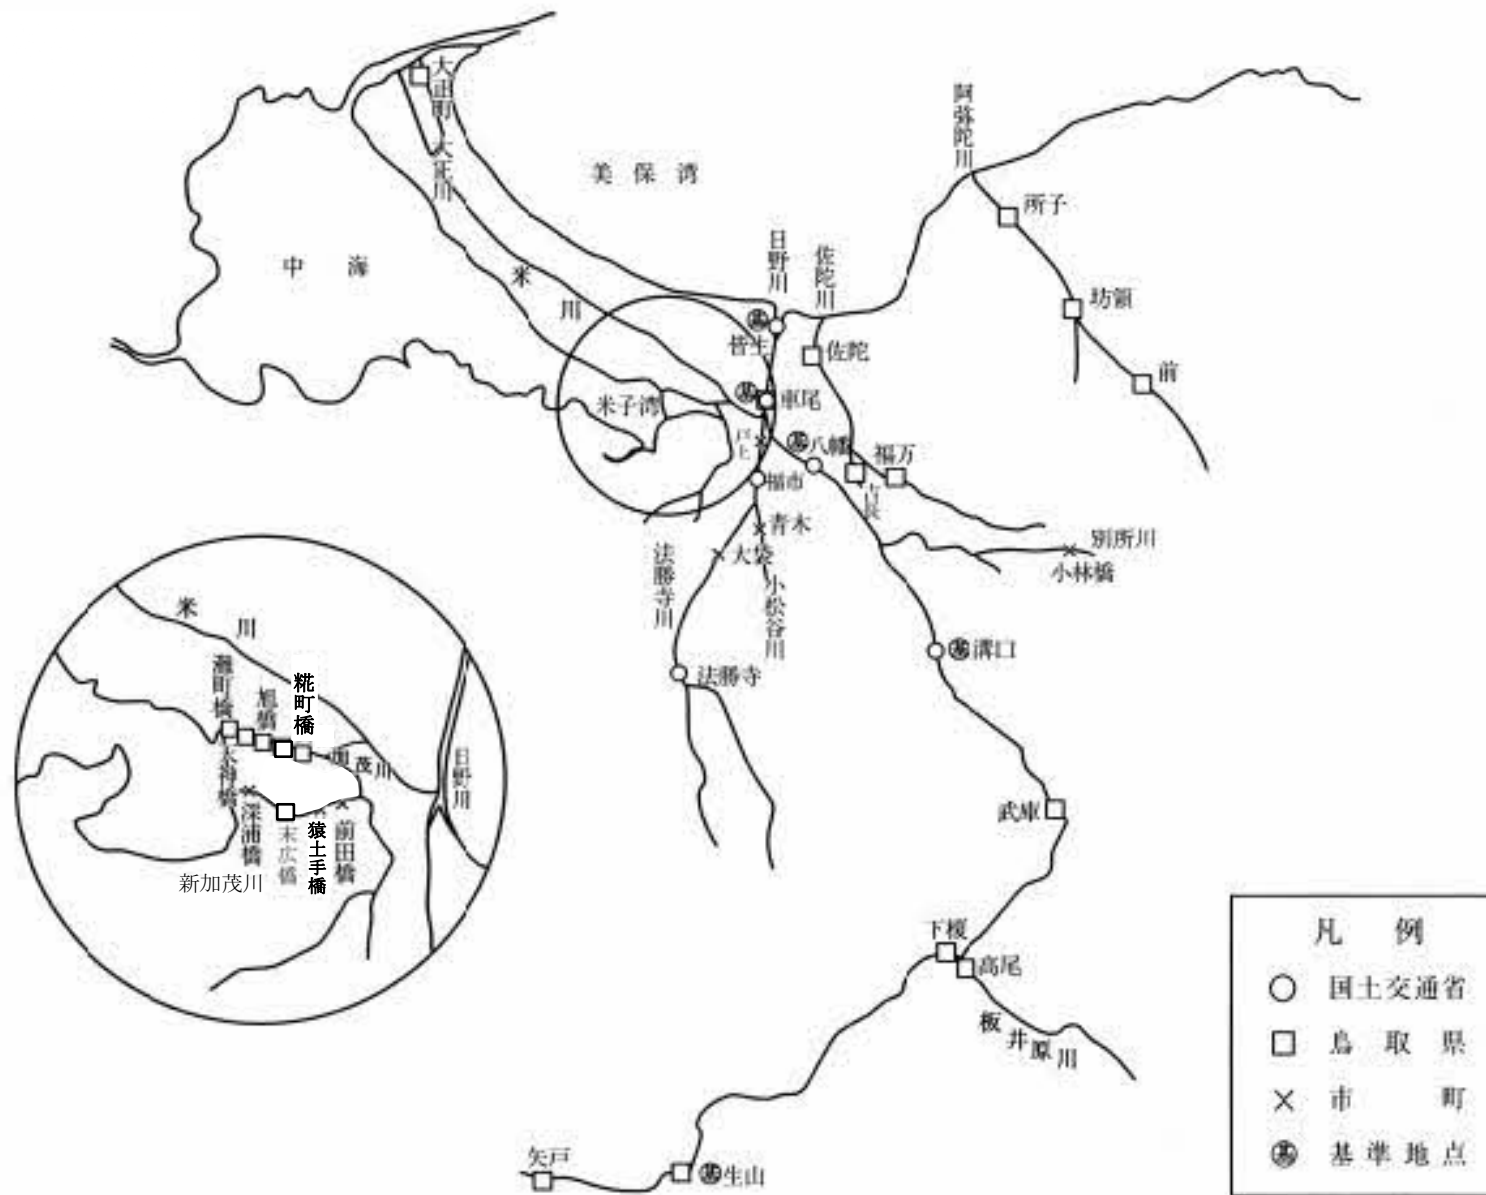 大正町
大正川
美保湾
中海
米川
阿弥陀川
所子
坊領
前
日野川
佐陀川
基
皆生
佐陀
基
車尾
米子湾
戸上
基
八幡
福市
福万
吉長
青木
大袋
法勝寺川
小松谷川
別所川
小林橋
法勝寺
基
溝口
武庫
下榎
高尾
板井原川
矢戸
基
生山
米川
灘町橋
旭橋
糀町橋
加茂川
天神橋
深浦橋
末広橋
猿土手橋
前田橋
日野川
新加茂川
凡例
国土交通省
鳥取県
市町
基
基準地点